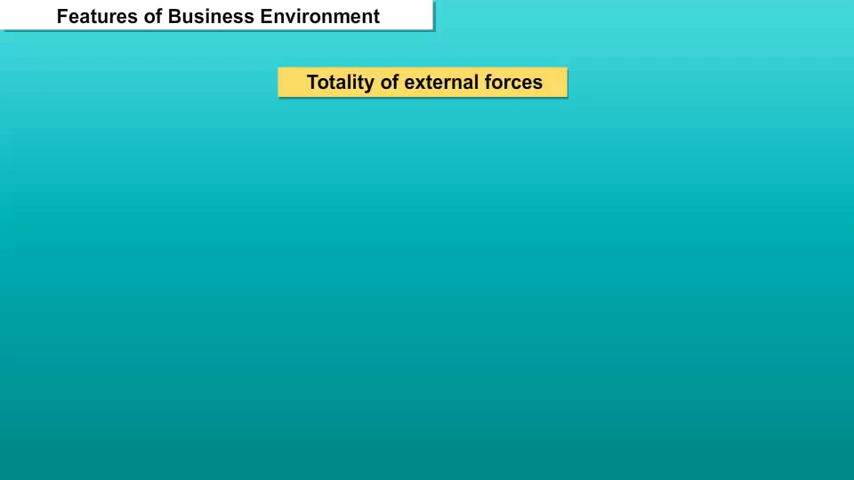 Features of Business Environment
Totality of external forces